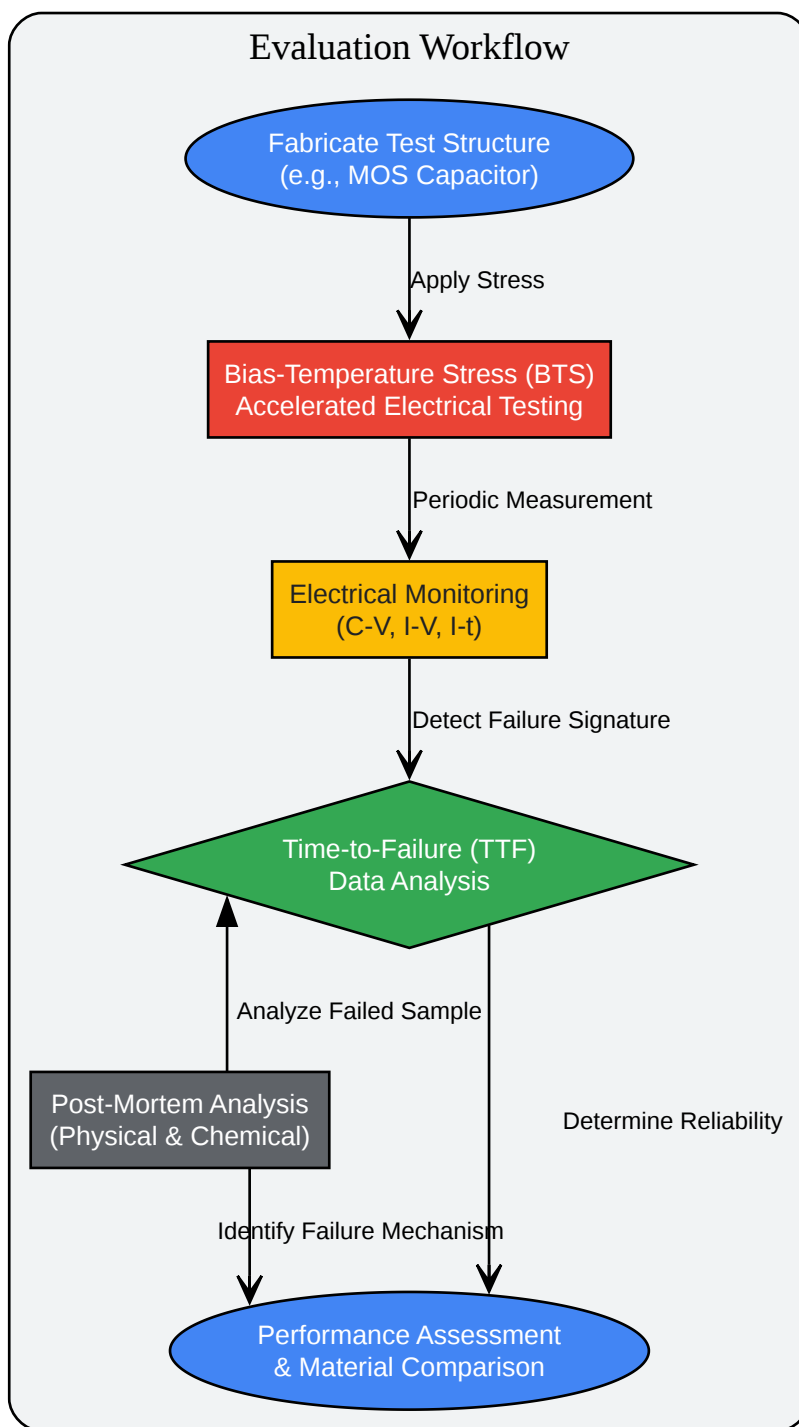 Evaluation Workflow
Fabricate Test Structure
(e.g., MOS Capacitor)
Apply Stress
Bias-Temperature Stress (BTS)
Accelerated Electrical Testing
Periodic Measurement
Electrical Monitoring
(C-V, I-V, I-t)
Detect Failure Signature
Time-to-Failure (TTF)
Data Analysis
Analyze Failed Sample
Post-Mortem Analysis
(Physical & Chemical)
Determine Reliability
Identify Failure Mechanism
Performance Assessment
& Material Comparison